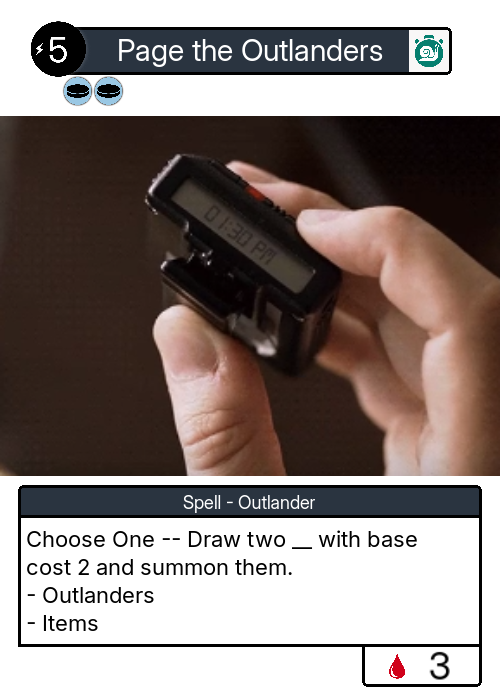 5 Page the Outlanders
01:30 PM
Spell - Outlander
Choose One -- Draw two __ with base
cost 2 and summon them.
- Outlanders
- Items
3